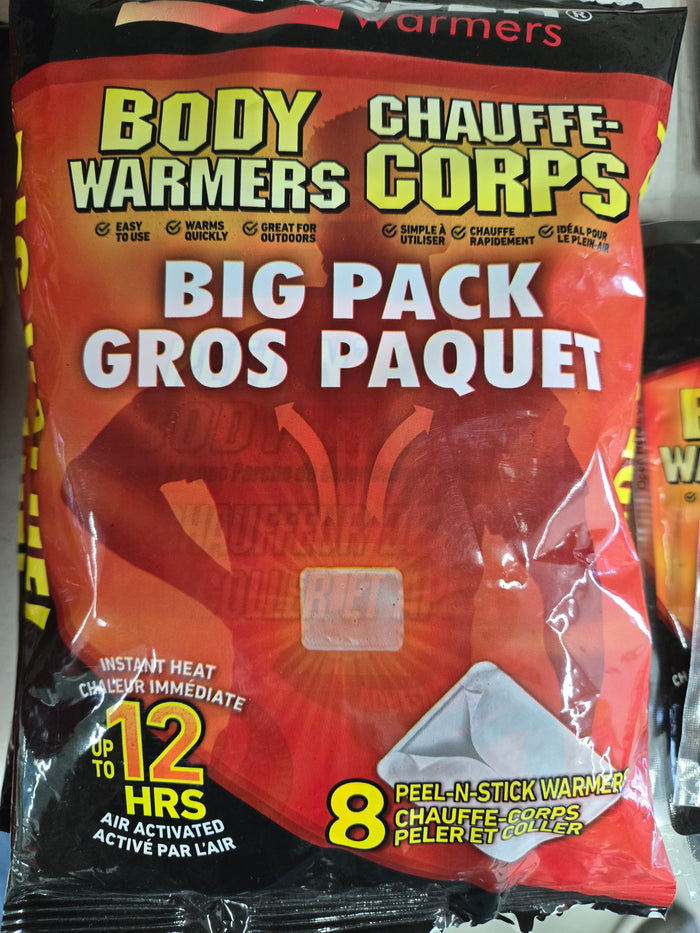 warmers
BODY
WARMERS
CHAUFFE-
CORPS
EASY
TO USE
WARMS
QUICKLY
GREAT FOR
OUTDOORS
SIMPLE À
UTILISER
CHAUFFE
RAPIDEMENT
IDÉAL POUR
LE PLEIN-AIR
BIG PACK
GROS PAQUET
INSTANT HEAT
CHALEUR IMMÉDIATE
UP
TO
12
HRS
AIR ACTIVATED
ACTIVÉ PAR L'AIR
8
PEEL-N-STICK WARMER
CHAUFFE-CORPS
PELER ET COLLER